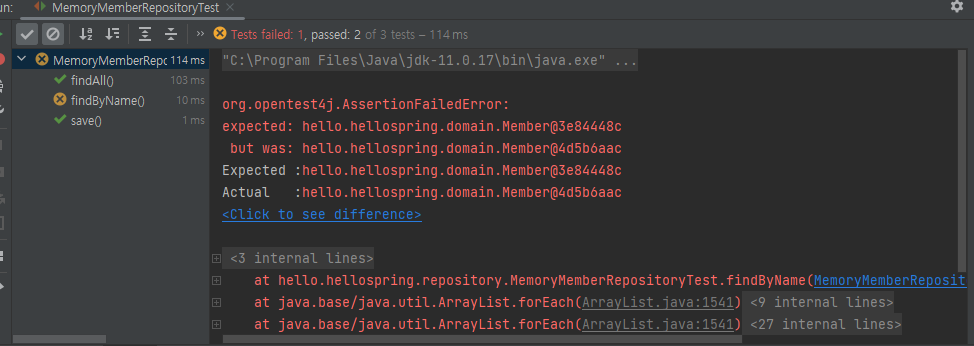 un: MemoryMemberRepositoryTest ×
» Tests failed: 1, passed: 2 of 3 tests – 114 ms
MemoryMemberRepo 114 ms
findAll() 103 ms
findByName() 10 ms
save() 1 ms
"C:\Program Files\Java\jdk-11.0.17\bin\java.exe" ...
org.opentest4j.AssertionFailedError:
expected: hello.hellospring.domain.Member@3e84448c
but was: hello.hellospring.domain.Member@4d5b6aac
Expected :hello.hellospring.domain.Member@3e84448c
Actual   :hello.hellospring.domain.Member@4d5b6aac
<Click to see difference>
<3 internal lines>
at hello.hellospring.repository.MemoryMemberRepositoryTest.findByName(MemoryMemberReposit
at java.base/java.util.ArrayList.forEach(ArrayList.java:1541) <9 internal lines>
at java.base/java.util.ArrayList.forEach(ArrayList.java:1541) <27 internal lines>